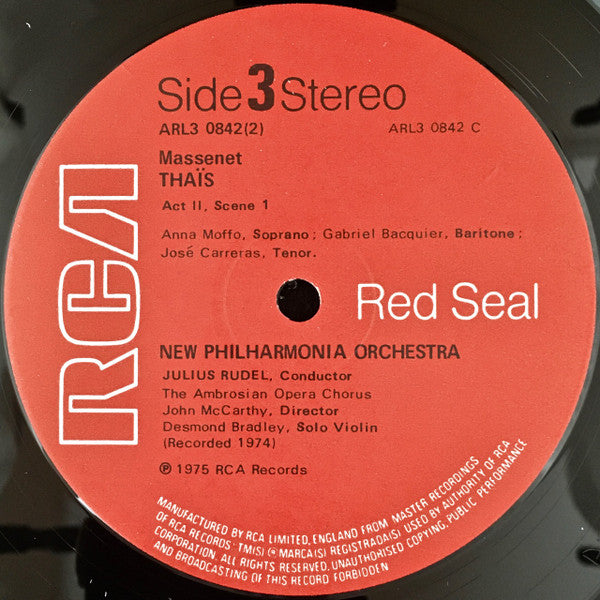 Side 3 Stereo
ARL3 0842(2) ARL3 0842 C
Massenet
THAÏS
Act II, Scene 1
Anna Moffo, Soprano ; Gabriel Bacquier, Baritone ;
José Carreras, Tenor.
RCA
Red Seal
NEW PHILHARMONIA ORCHESTRA
JULIUS RUDEL, Conductor
The Ambrosian Opera Chorus
John McCarthy, Director
Desmond Bradley, Solo Violin
(Recorded 1974)
℗ 1975 RCA Records
MANUFACTURED BY RCA LIMITED, ENGLAND FROM MASTER RECORDINGS
OF RCA RECORDS · TM(S) ® MARCA(S) REGISTRADA(S) USED BY AUTHORITY OF RCA
CORPORATION. ALL RIGHTS RESERVED. UNAUTHORISED COPYING, PUBLIC PERFORMANCE
AND BROADCASTING OF THIS RECORD FORBIDDEN